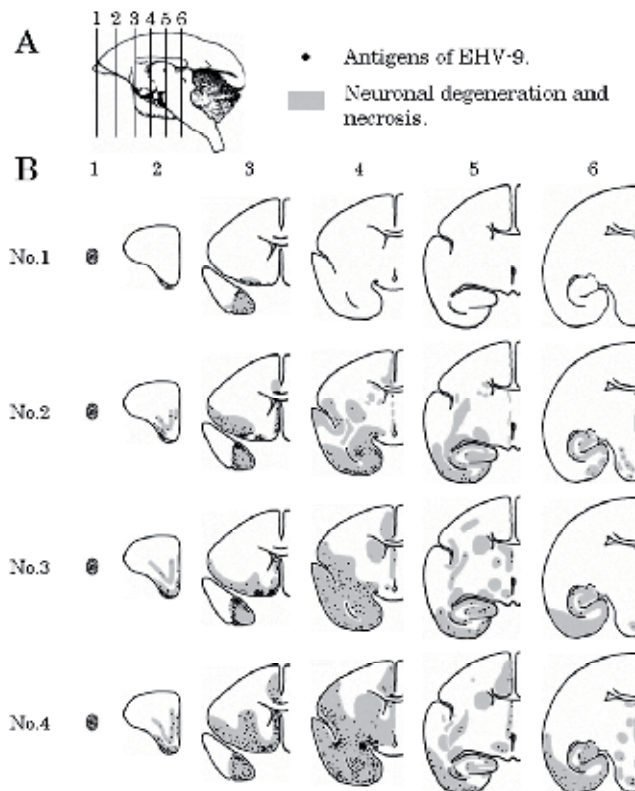 A
1 2 3 4 5 6
Antigens of EHV-9.
Neuronal degeneration and
necrosis.
B
1 2 3 4 5 6
No.1
No.2
No.3
No.4